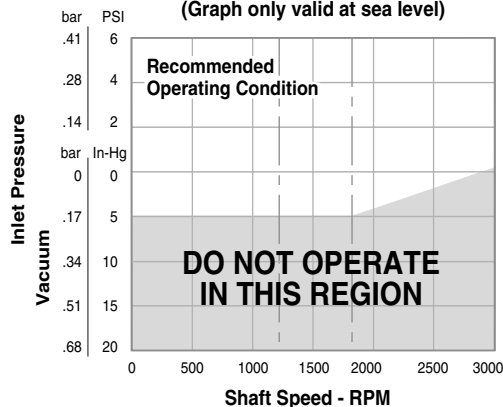 (Graph only valid at sea level)
bar PSI
.41 6
.28 4
.14 2
bar In-Hg
0 0
.17 5
.34 10
.51 15
.68 20
Inlet Pressure
Vacuum
Recommended
Operating Condition
DO NOT OPERATE
IN THIS REGION
0 500 1000 1500 2000 2500 3000
Shaft Speed - RPM